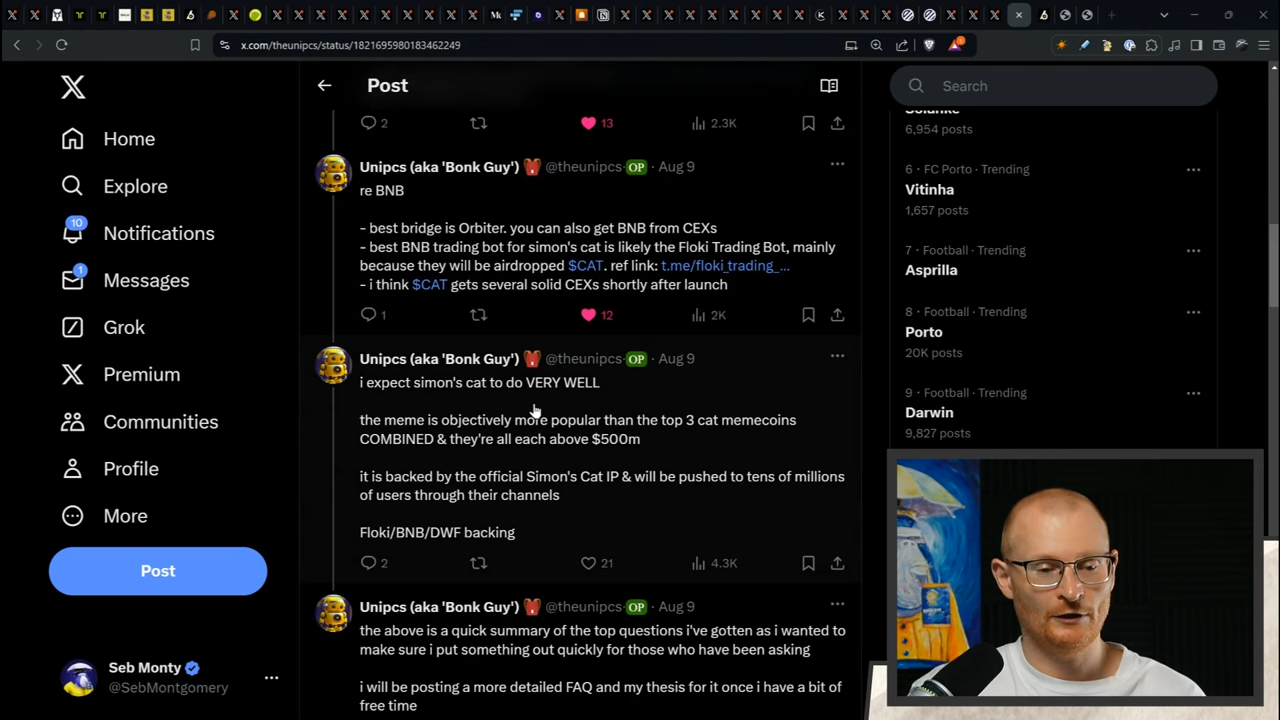 x.com/theunipcs/status/1821695980183462249
Home
Explore
10
Notifications
1
Messages
Grok
Premium
Communities
Profile
More
Post
Seb Monty
@SebMontgomery
Post
2
13
2.3K
Unipcs (aka 'Bonk Guy') @theunipcs OP · Aug 9
re BNB
- best bridge is Orbiter. you can also get BNB from CEXs
- best BNB trading bot for simon's cat is likely the Floki Trading Bot, mainly
because they will be airdropped $CAT. ref link: t.me/floki_trading_...
- i think $CAT gets several solid CEXs shortly after launch
1
12
2K
Unipcs (aka 'Bonk Guy') @theunipcs OP · Aug 9
i expect simon's cat to do VERY WELL
the meme is objectively more popular than the top 3 cat memecoins
COMBINED & they're all each above $500m
it is backed by the official Simon's Cat IP & will be pushed to tens of millions
of users through their channels
Floki/BNB/DWF backing
2
21
4.3K
Unipcs (aka 'Bonk Guy') @theunipcs OP · Aug 9
the above is a quick summary of the top questions i've gotten as i wanted to
make sure i put something out quickly for those who have been asking
i will be posting a more detailed FAQ and my thesis for it once i have a bit of
free time
Search
Solanke
6,954 posts
6 · FC Porto · Trending
Vitinha
1,657 posts
7 · Football · Trending
Asprilla
8 · Football · Trending
Porto
20K posts
9 · Football · Trending
Darwin
9,827 posts